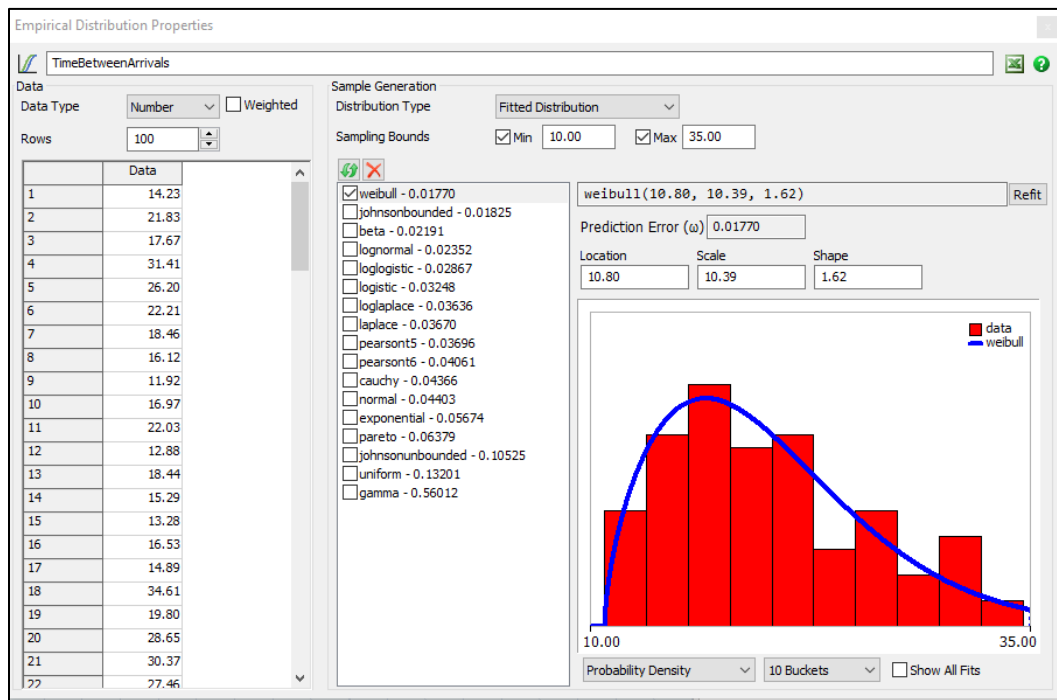 Empirical Distribution Properties
TimeBetweenArrivals
Data
Data Type Number Weighted
Rows 100
Data
1 14.23
2 21.83
3 17.67
4 31.41
5 26.20
6 22.21
7 18.46
8 16.12
9 11.92
10 16.97
11 22.03
12 12.88
13 18.44
14 15.29
15 13.28
16 16.53
17 14.89
18 34.61
19 19.80
20 28.65
21 30.37
22 27.46
Sample Generation
Distribution Type Fitted Distribution
Sampling Bounds Min 10.00 Max 35.00
weibull - 0.01770
johnsonbounded - 0.01825
beta - 0.02191
lognormal - 0.02352
loglogistic - 0.02867
logistic - 0.03248
loglaplace - 0.03636
laplace - 0.03670
pearsont5 - 0.03696
pearsont6 - 0.04061
cauchy - 0.04366
normal - 0.04403
exponential - 0.05674
pareto - 0.06379
johnsonunbounded - 0.10525
uniform - 0.13201
gamma - 0.56012
weibull(10.80, 10.39, 1.62) Refit
Prediction Error (ω) 0.01770
Location Scale Shape
10.80 10.39 1.62
data
weibull
10.00 35.00
Probability Density 10 Buckets Show All Fits